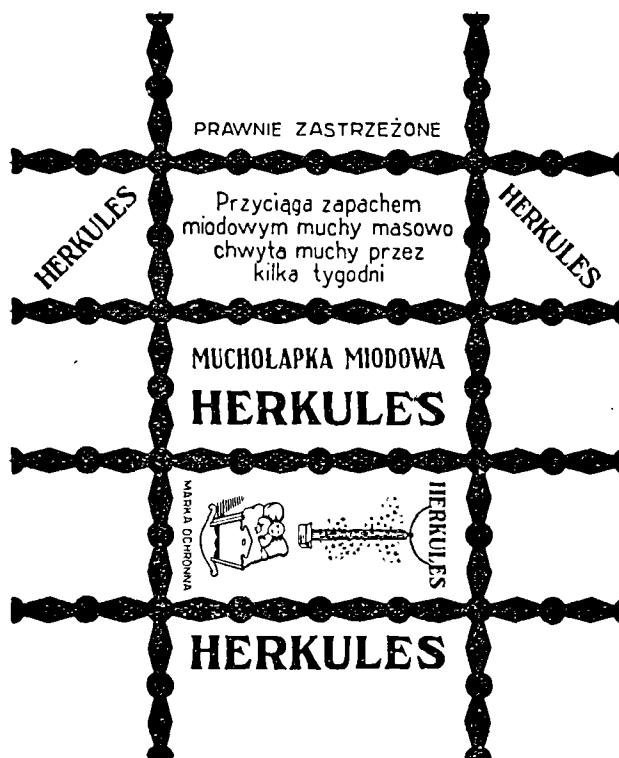 PRAWNIE ZASTRZEŻONE
HERKULES
Przyciąga zapachem
miodowym muchy masowo
chwyta muchy przez
kilka tygodni
HERKULES
MUCHOŁAPKA MIODOWA
HERKULES
MARKA OCHRONNA
HERKULES
HERKULES